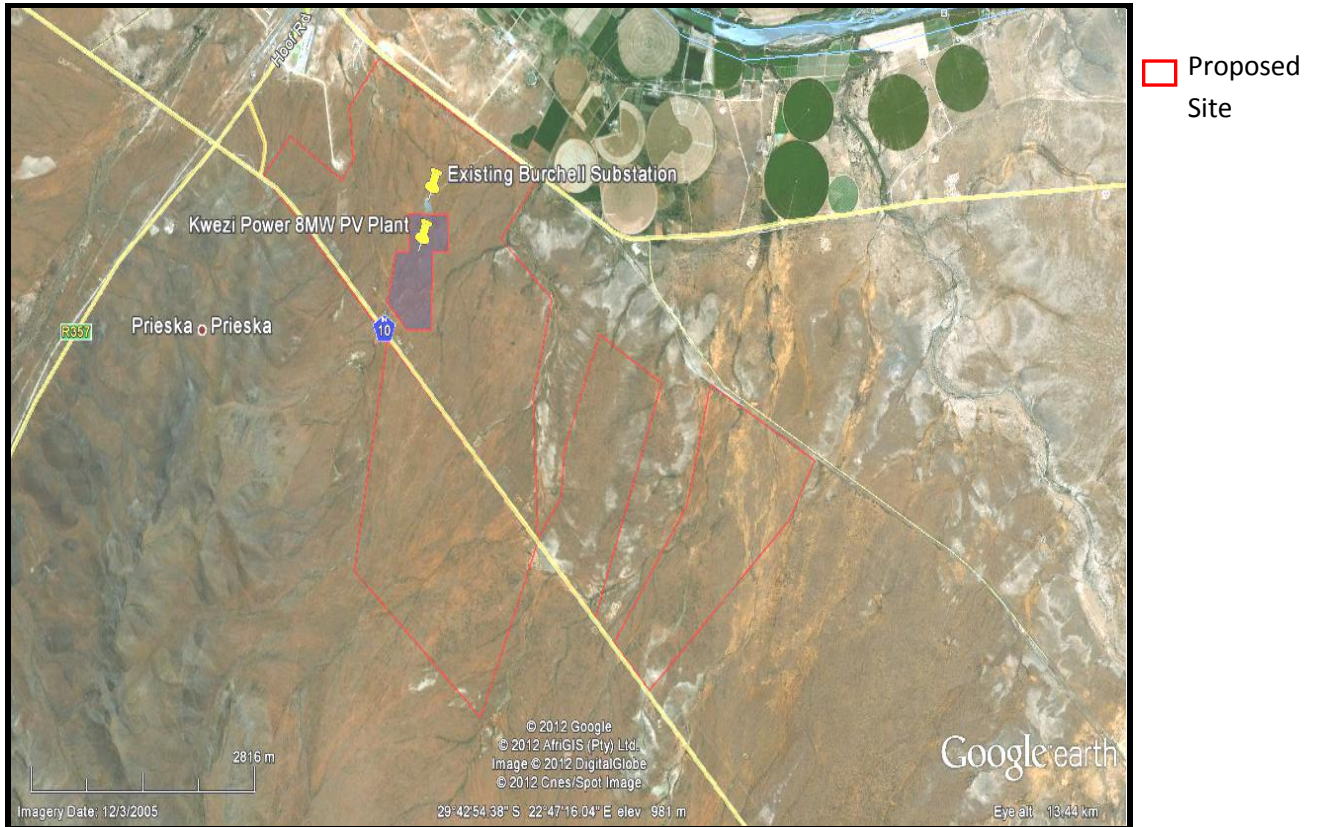 Hoof Rd
Proposed
Site
Existing Burchell Substation
Kwezi Power 8MW PV Plant
R357
Prieska Prieska
N
10
2816 m
© 2012 Google
© 2012 AfriGIS (Pty) Ltd.
Image © 2012 DigitalGlobe
© 2012 Cnes/Spot Image
Google earth
Imagery Date: 12/3/2005
29°42'54.38" S 22°47'16.04" E elev 981 m
Eye alt 13.44 km